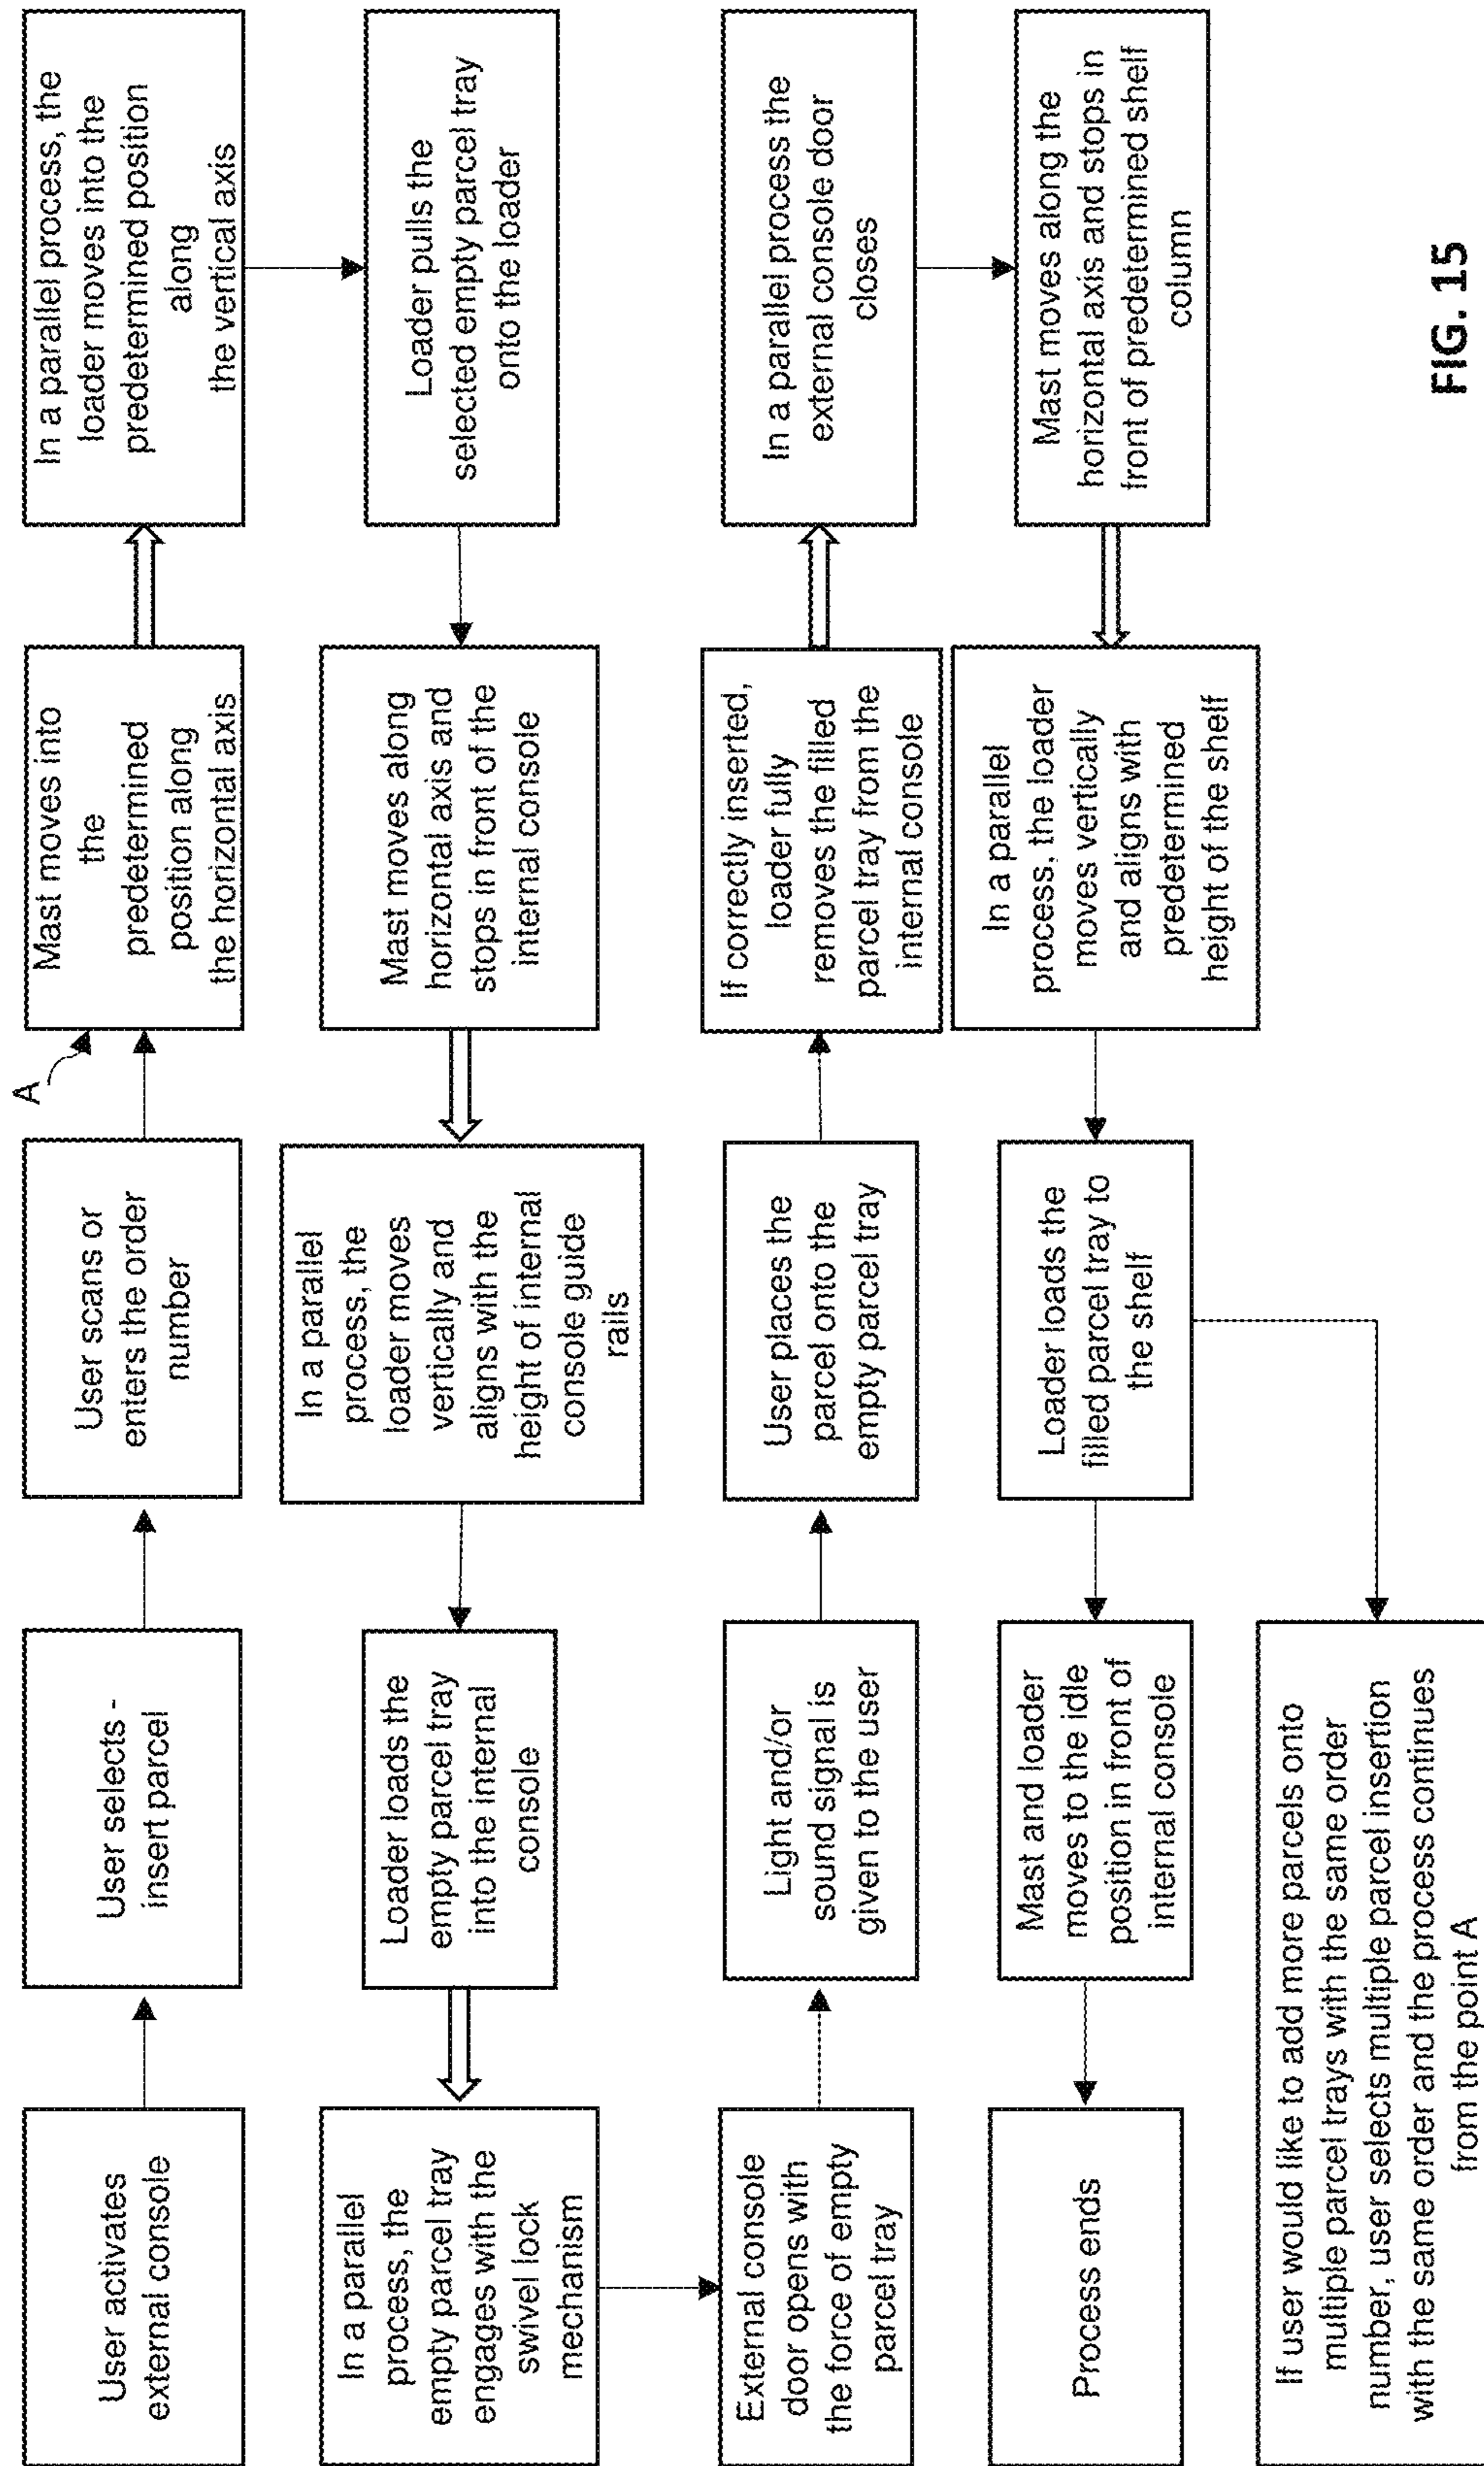 User activates
external console
User selects -
insert parcel
User scans or
enters the order
number
A
Mast moves into
the
predetermined
position along
the horizontal axis
In a parallel process, the
loader moves into the
predetermined position
along
the vertical axis
Loader pulls the
selected empty parcel tray
onto the loader
Mast moves along
horizontal axis and
stops in front of the
internal console
In a parallel
process, the
loader moves
vertically and
aligns with the
height of internal
console guide
rails
Loader loads the
empty parcel tray
into the internal
console
In a parallel
process, the
empty parcel tray
engages with the
swivel lock
mechanism
External console
door opens with
the force of empty
parcel tray
Light and/or
sound signal is
given to the user
User places the
parcel onto the
empty parcel tray
If correctly inserted,
loader fully
removes the filled
parcel tray from the
internal console
In a parallel process the
external console door
closes
Mast moves along the
horizontal axis and stops in
front of predetermined shelf
column
In a parallel
process, the loader
moves vertically
and aligns with
predetermined
height of the shelf
Loader loads the
filled parcel tray to
the shelf
Mast and loader
moves to the idle
position in front of
internal console
Process ends
If user would like to add more parcels onto
multiple parcel trays with the same order
number, user selects multiple parcel insertion
with the same order and the process continues
from the point A
FIG. 15